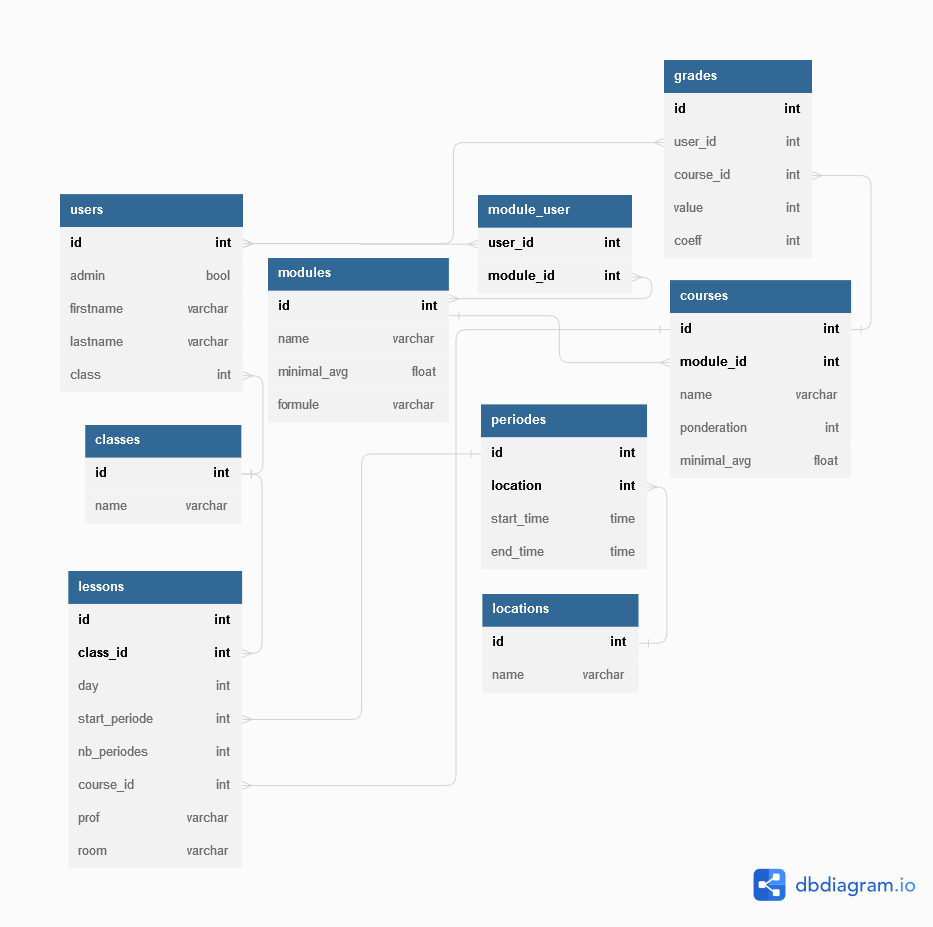 grades
id int
user_id int
course_id int
value int
coeff int
users
id int
admin bool
firstname varchar
lastname varchar
class int
module_user
user_id int
module_id int
modules
id int
name varchar
minimal_avg float
formule varchar
courses
id int
module_id int
name varchar
ponderation int
minimal_avg float
periodes
id int
location int
start_time time
end_time time
classes
id int
name varchar
lessons
id int
class_id int
day int
start_periode int
nb_periodes int
course_id int
prof varchar
room varchar
locations
id int
name varchar
dbdiagram.io